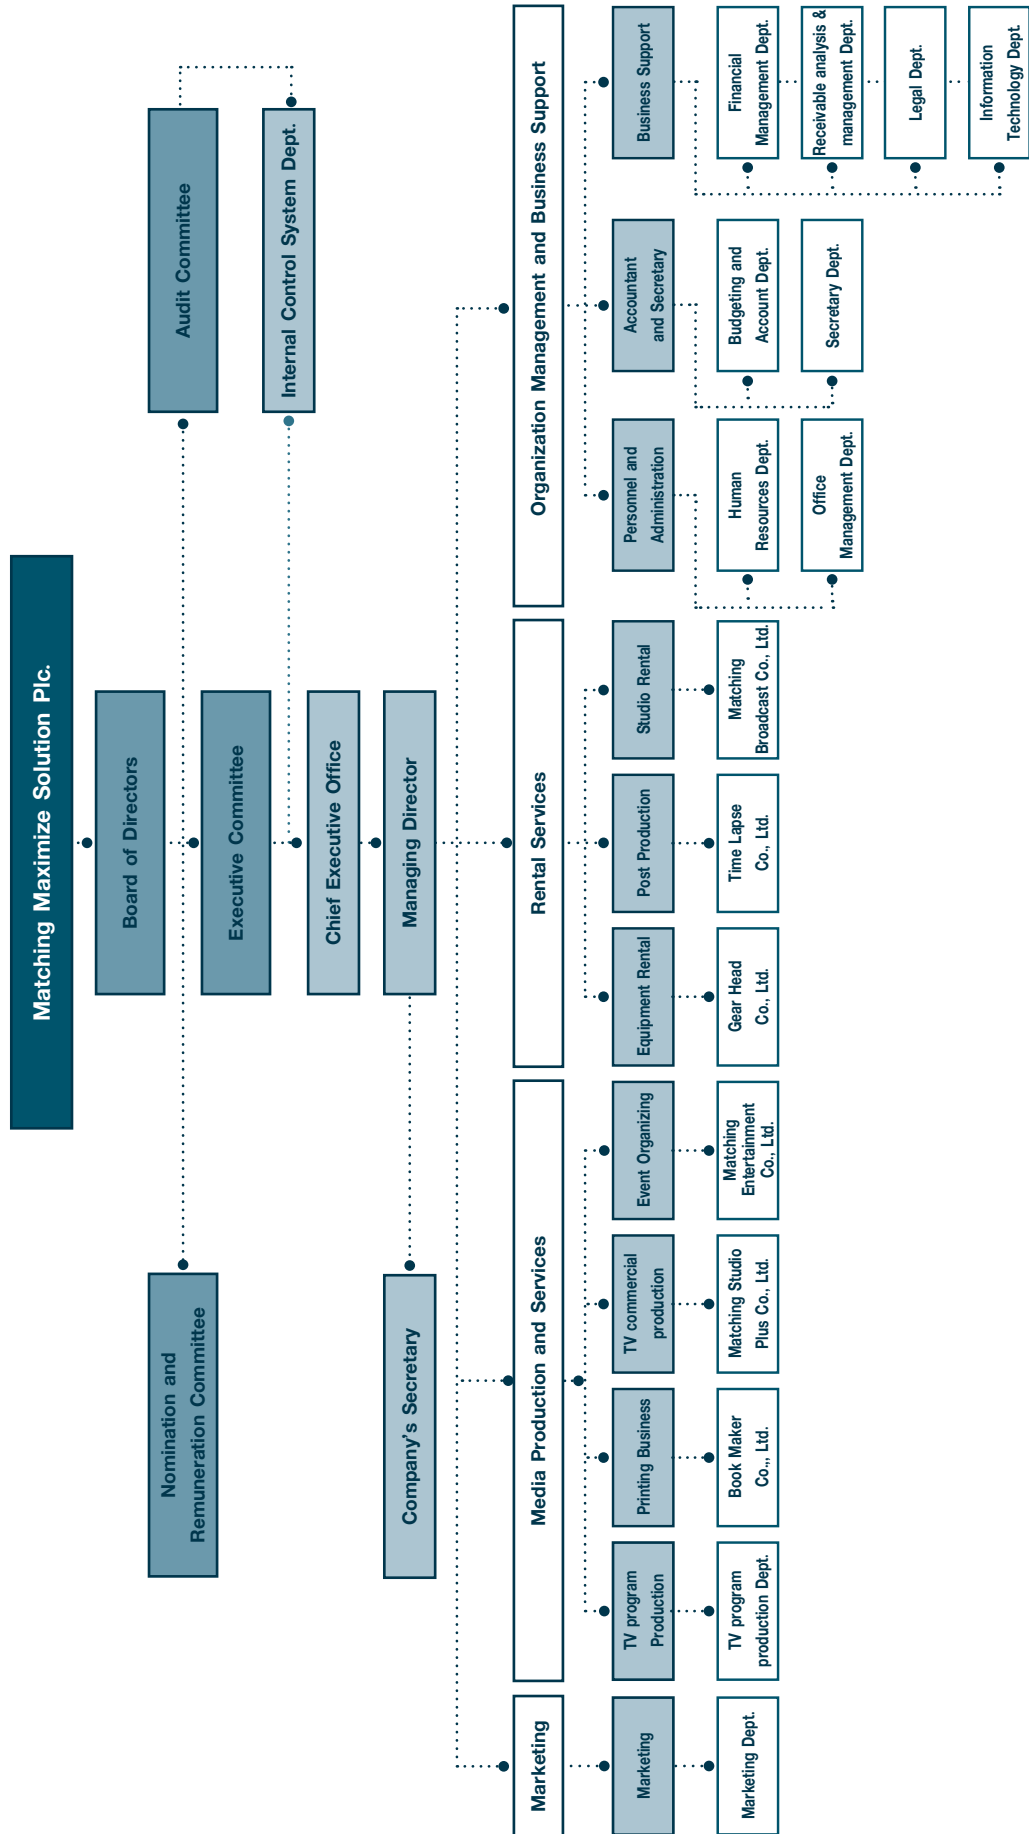 Matching Maximize Solution Plc.
Board of Directors
Nomination and
Remuneration Committee
Audit Committee
Executive Committee
Internal Control System Dept.
Chief Executive Office
Company's Secretary
Managing Director
Marketing
Media Production and Services
Rental Services
Organization Management and Business Support
Marketing
TV program
Production
Printing Business
TV commercial
production
Event Organizing
Equipment Rental
Post Production
Studio Rental
Personnel and
Administration
Accountant
and Secretary
Business Support
Marketing Dept.
TV program
production Dept.
Book Maker
Co.,, Ltd.
Matching Studio
Plus Co., Ltd.
Matching
Entertainment
Co., Ltd.
Gear Head
Co., Ltd.
Time Lapse
Co., Ltd.
Matching
Broadcast Co., Ltd.
Human
Resources Dept.
Budgeting and
Account Dept.
Financial
Management Dept.
Office
Management Dept.
Secretary Dept.
Receivable analysis &
management Dept.
Legal Dept.
Information
Technology Dept.